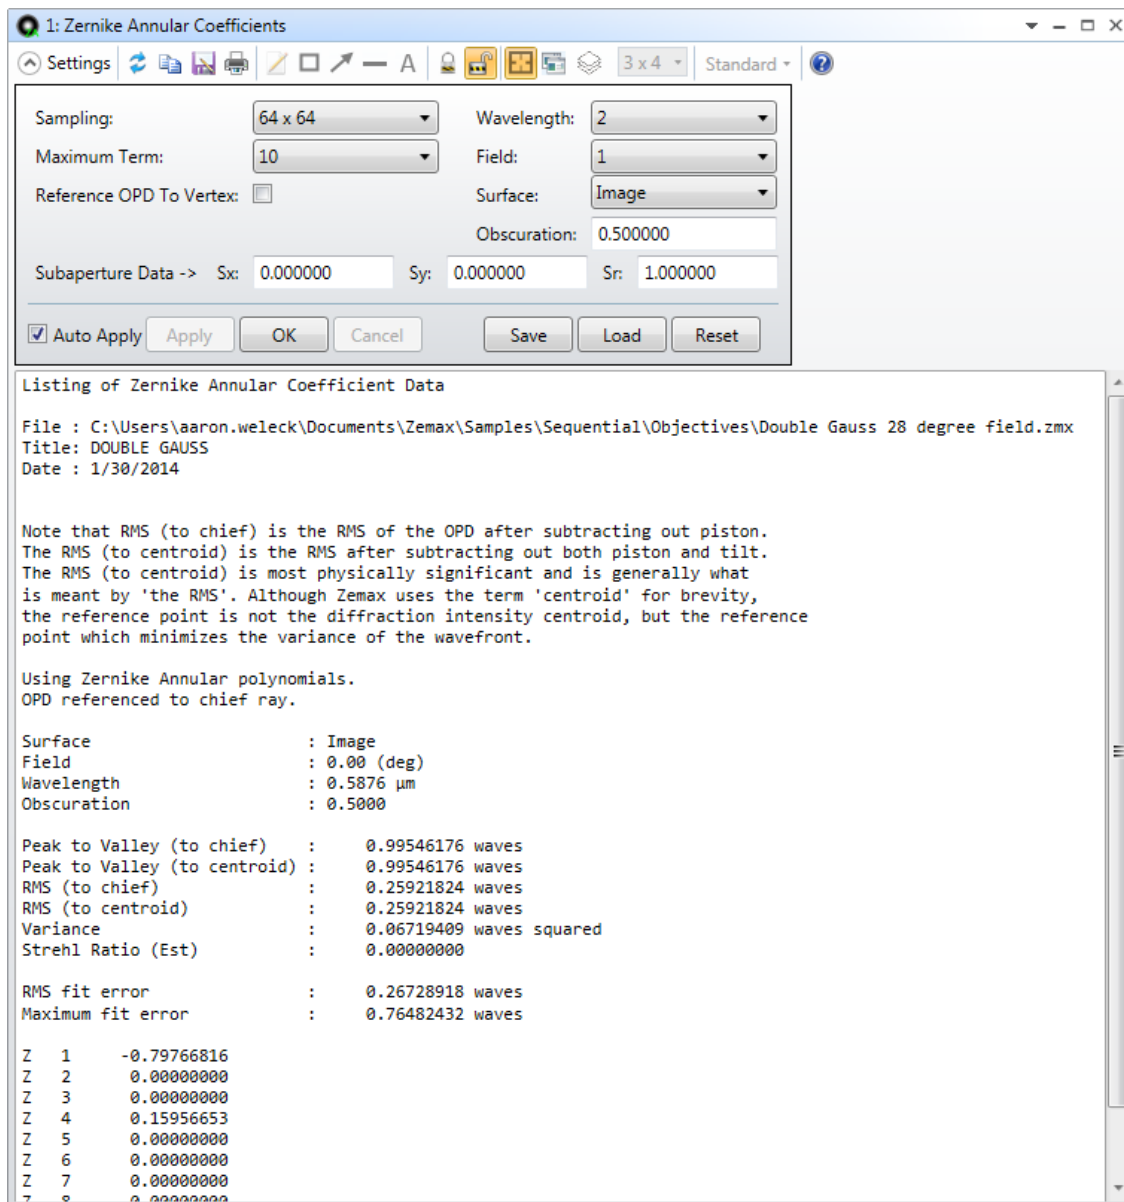 1: Zernike Annular Coefficients
Settings A 3 x 4 Standard
Sampling: 64 x 64 Wavelength: 2
Maximum Term: 10 Field: 1
Reference OPD To Vertex: Surface: Image
Obscuration: 0.500000
Subaperture Data -> Sx: 0.000000 Sy: 0.000000 Sr: 1.000000
Auto Apply Apply OK Cancel Save Load Reset
Listing of Zernike Annular Coefficient Data
File : C:\Users\aaron.weleck\Documents\Zemax\Samples\Sequential\Objectives\Double Gauss 28 degree field.zmx
Title: DOUBLE GAUSS
Date : 1/30/2014
Note that RMS (to chief) is the RMS of the OPD after subtracting out piston.
The RMS (to centroid) is the RMS after subtracting out both piston and tilt.
The RMS (to centroid) is most physically significant and is generally what
is meant by 'the RMS'. Although Zemax uses the term 'centroid' for brevity,
the reference point is not the diffraction intensity centroid, but the reference
point which minimizes the variance of the wavefront.
Using Zernike Annular polynomials.
OPD referenced to chief ray.
Surface : Image
Field : 0.00 (deg)
Wavelength : 0.5876 µm
Obscuration : 0.5000
Peak to Valley (to chief) : 0.99546176 waves
Peak to Valley (to centroid) : 0.99546176 waves
RMS (to chief) : 0.25921824 waves
RMS (to centroid) : 0.25921824 waves
Variance : 0.06719409 waves squared
Strehl Ratio (Est) : 0.00000000
RMS fit error : 0.26728918 waves
Maximum fit error : 0.76482432 waves
Z 1 -0.79766816
Z 2 0.00000000
Z 3 0.00000000
Z 4 0.15956653
Z 5 0.00000000
Z 6 0.00000000
Z 7 0.00000000
Z 8 0.00000000